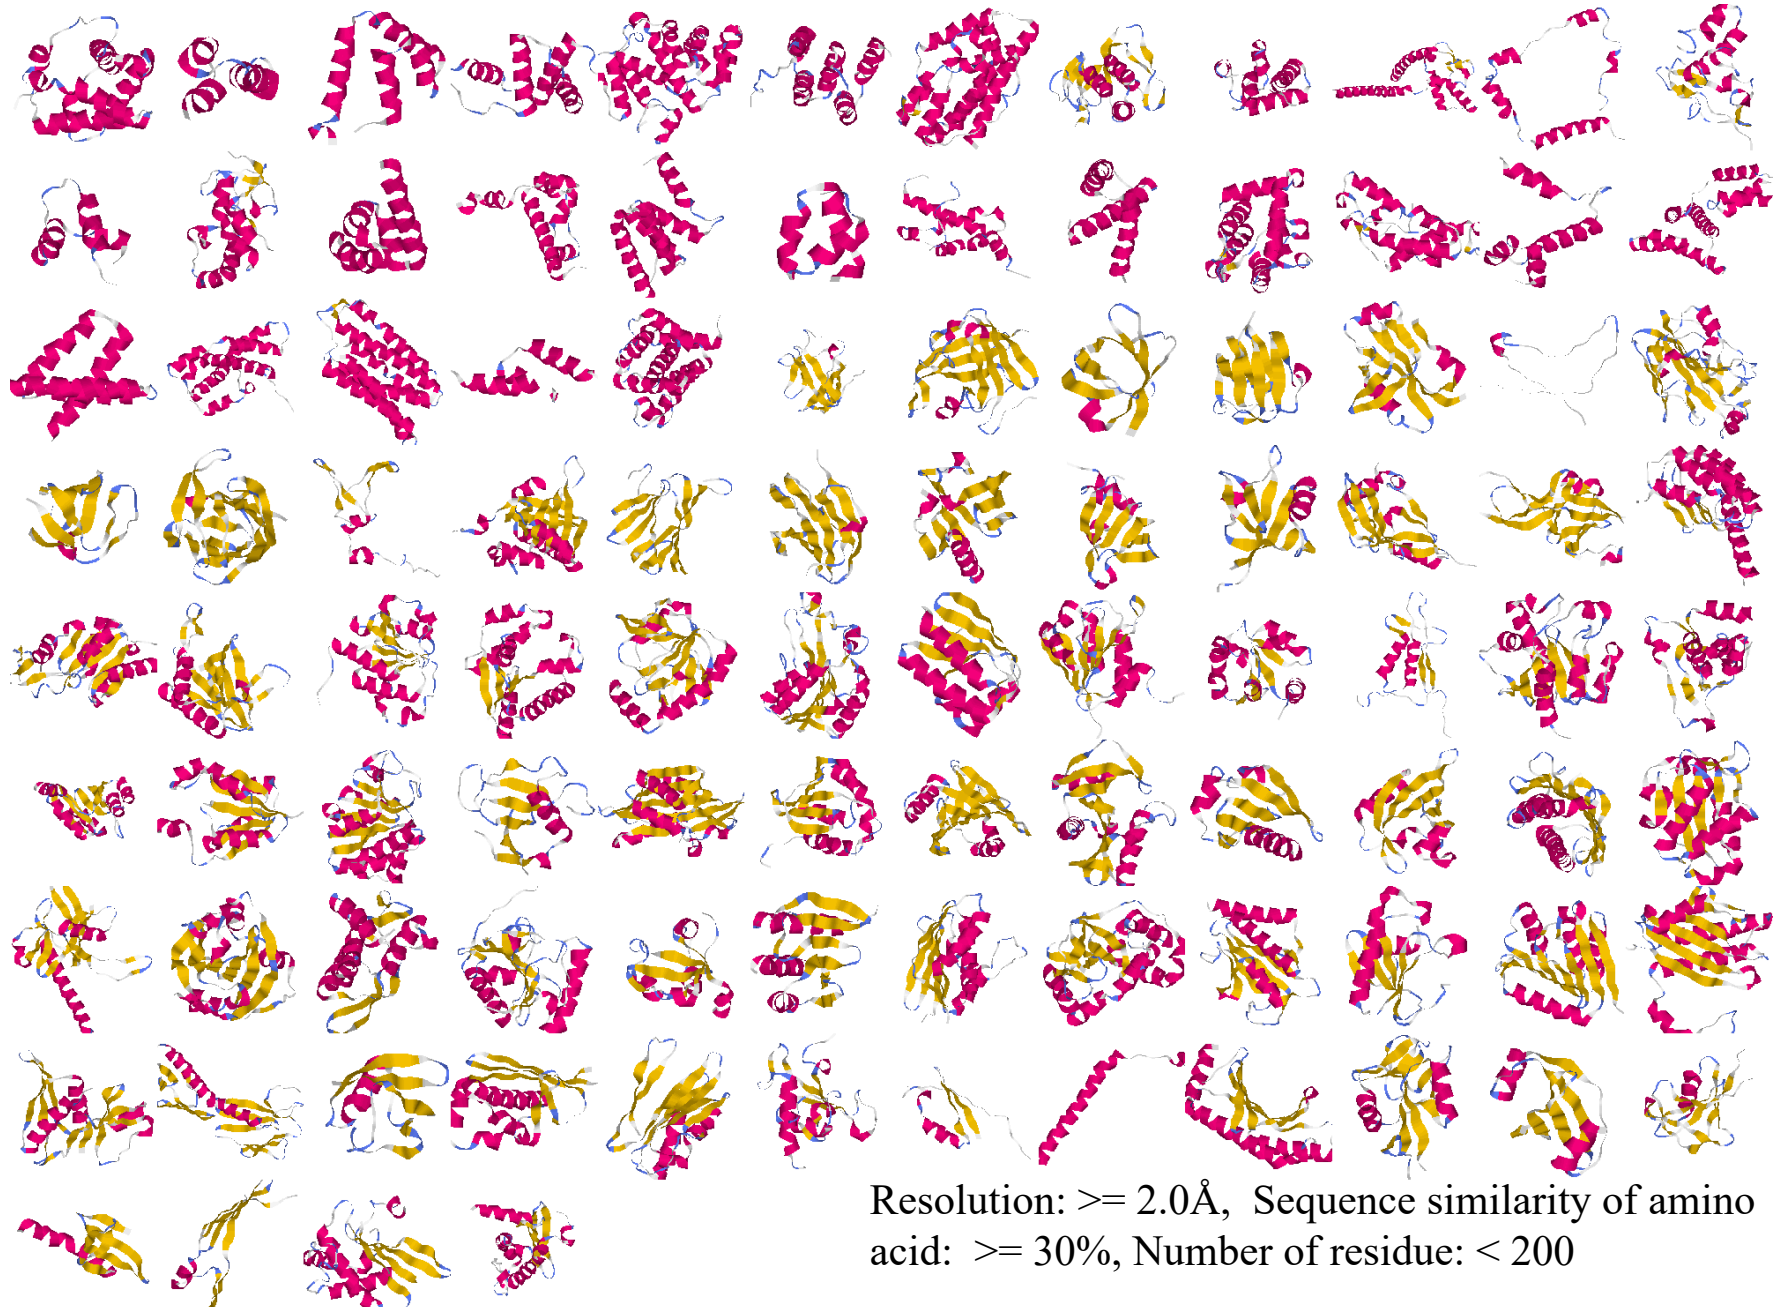 Resolution: >= 2.0Å, Sequence similarity of amino
acid: >= 30%, Number of residue: < 200